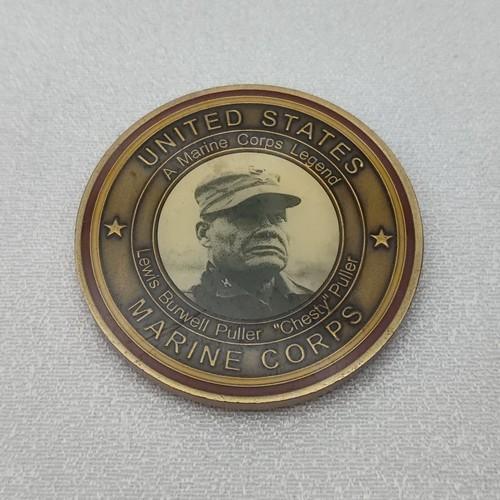 UNITED STATES
A Marine Corps Legend
Lewis Burwell Puller "Chesty" Puller
MARINE CORPS